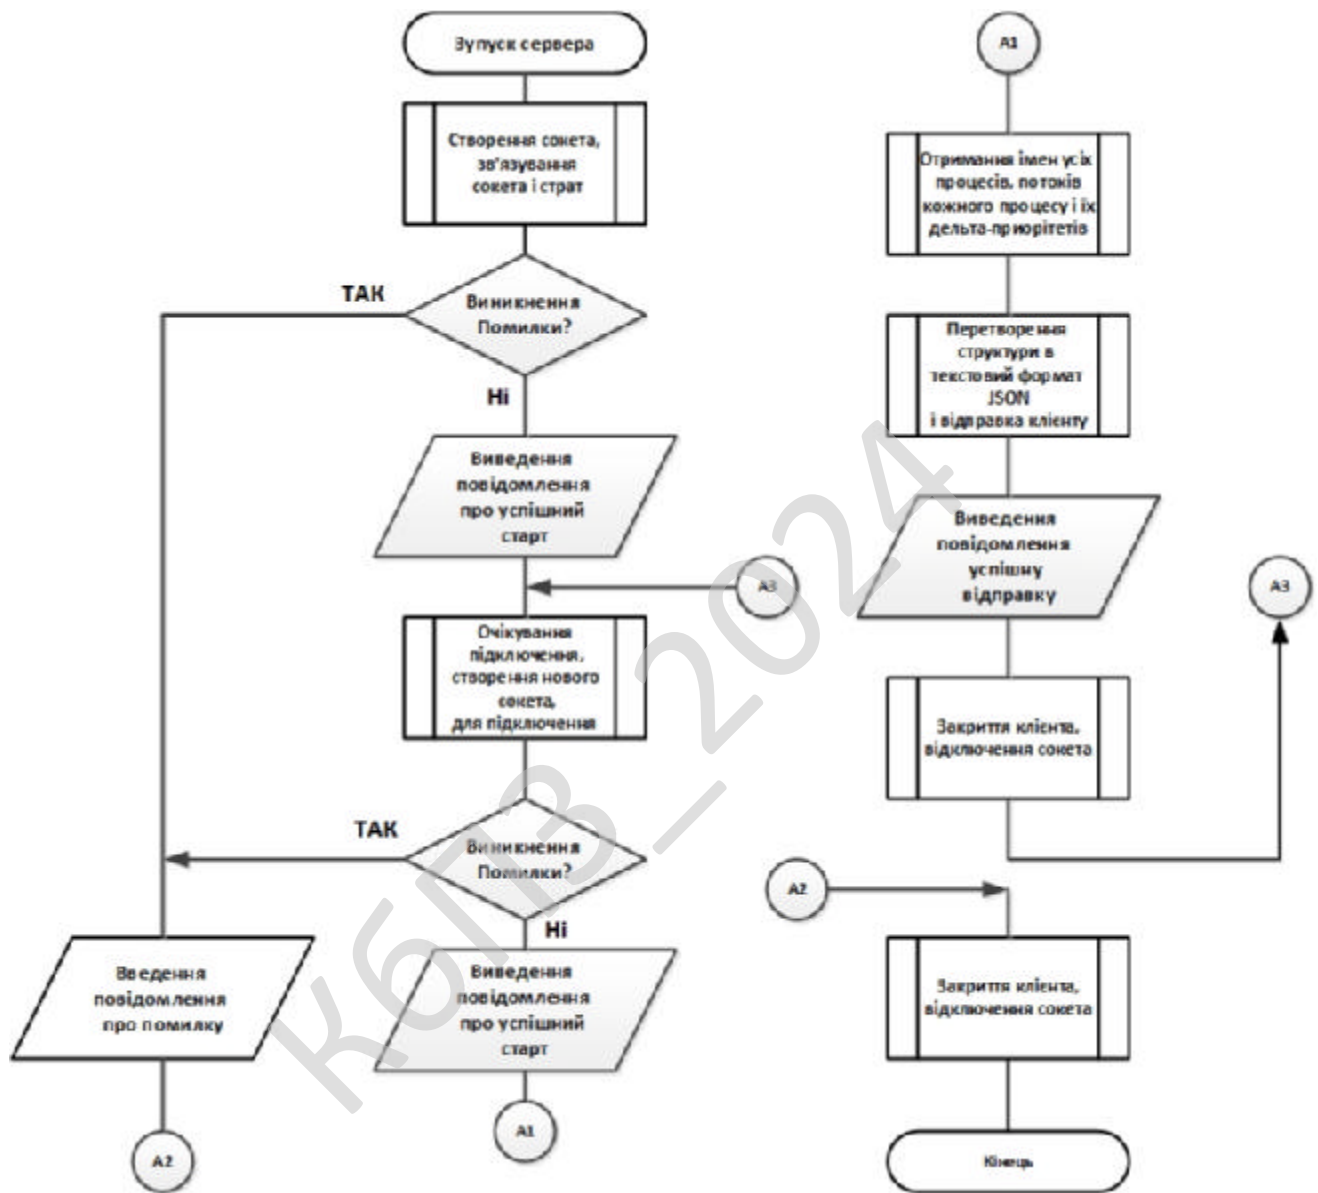 Зупуск сервера
Створення сокета,
зв'язування
сокета і страт
ТАК
Виникнення
Помилки?
Ні
Виведення
повідомлення
про успішний
старт
А3
Очікування
підключення,
створення нового
сокета,
для підключення
ТАК
Виникнення
Помилки?
Ні
Введення
повідомлення
про помилку
Виведення
повідомлення
про успішний
старт
А2
А1
А1
Отримання імен усіх
процесів, потоків
кожного процесу і їх
дельта-приорітетів
Перетворення
структури в
текстовий формат
JSON
і відправка клієнту
Виведення
повідомлення
успішну
відправку
А3
Закриття клієнта,
відключення сокета
А2
Закриття клієнта,
відключення сокета
Кінець
КбПЗ_2024